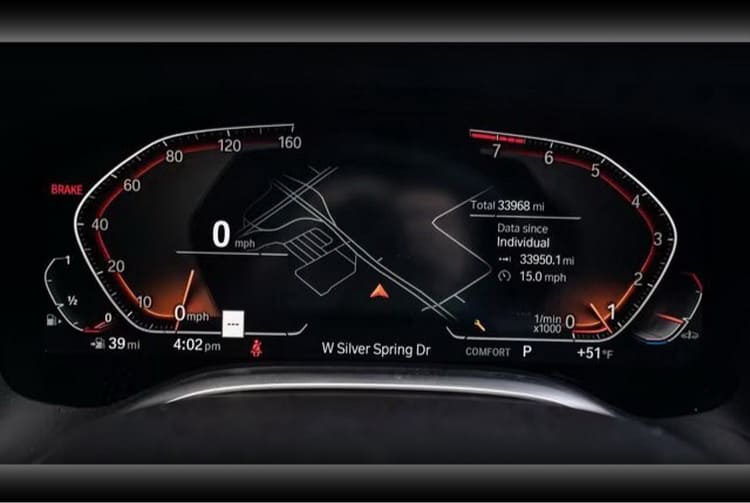 BRAKE
160
120
80
60
40
20
10
0 mph
0 mph
---
1
½
0
39 mi
4:02 pm
W Silver Spring Dr
Total 33968 mi
Data since
Individual
33950.1 mi
15.0 mph
7
6
5
4
3
2
1
0
1/min
x1000
COMFORT P
+51°F